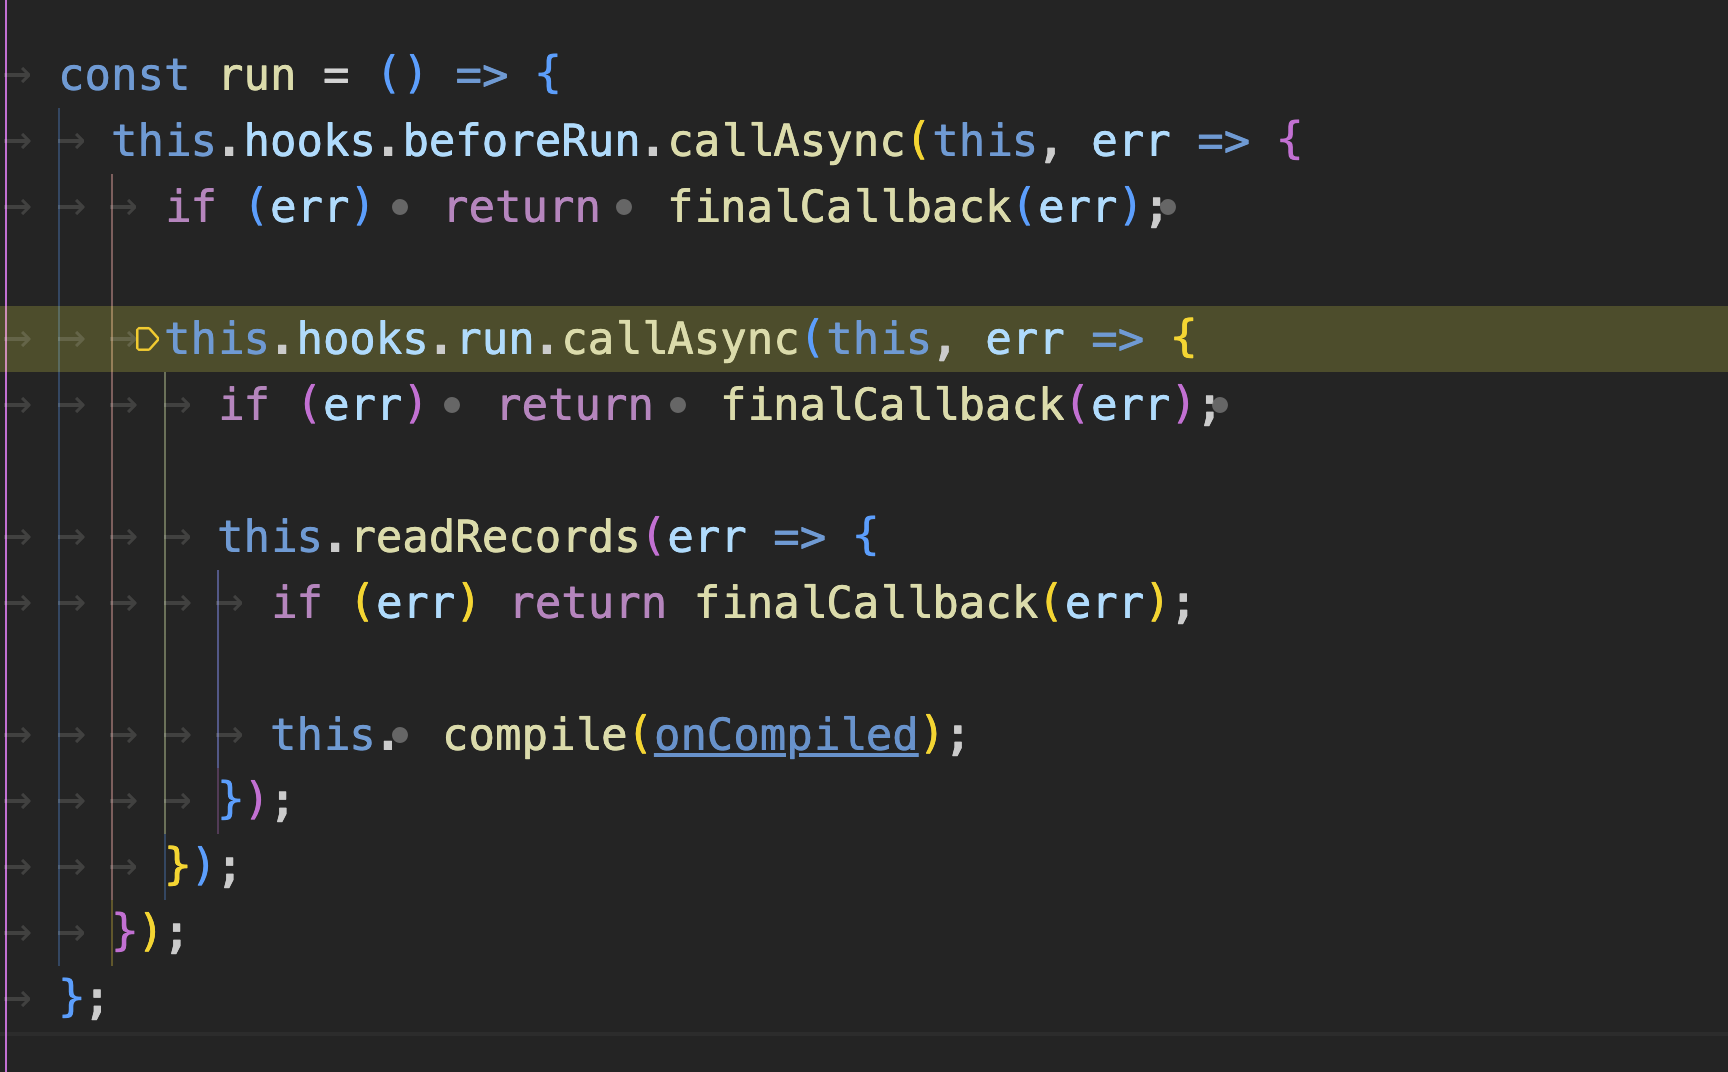 const run = () => {
this.hooks.beforeRun.callAsync(this, err => {
if (err) return finalCallback(err);
this.hooks.run.callAsync(this, err => {
if (err) return finalCallback(err);
this.readRecords(err => {
if (err) return finalCallback(err);
this. compile(onCompiled);
});
});
});
};